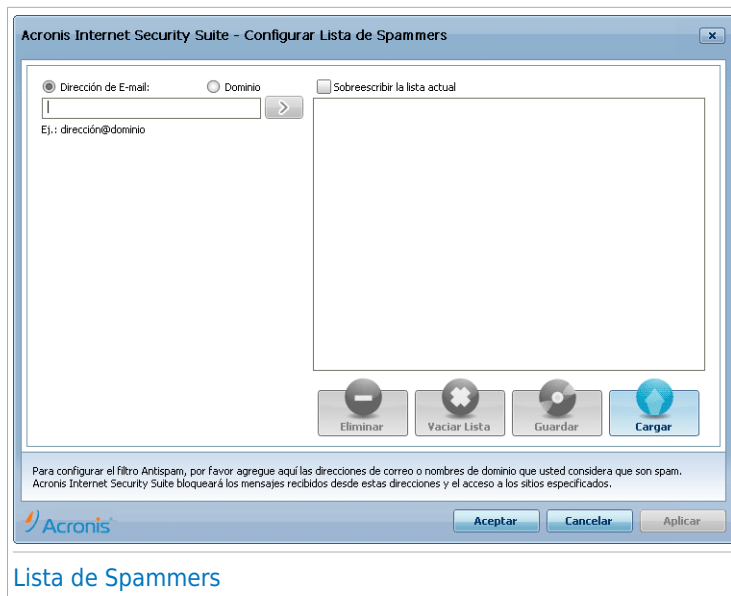 Acronis Internet Security Suite - Configurar Lista de Spammers
Dirección de E-mail:
Dominio
Sobreescribir la lista actual
Ej.: dirección@dominio
Eliminar
Vaciar Lista
Guardar
Cargar
Para configurar el filtro Antispam, por favor agregue aquí las direcciones de correo o nombres de dominio que usted considera que son spam.
Acronis Internet Security Suite bloqueará los mensajes recibidos desde estas direcciones y el acceso a los sitios especificados.
Acronis
Aceptar
Cancelar
Aplicar
Lista de Spammers